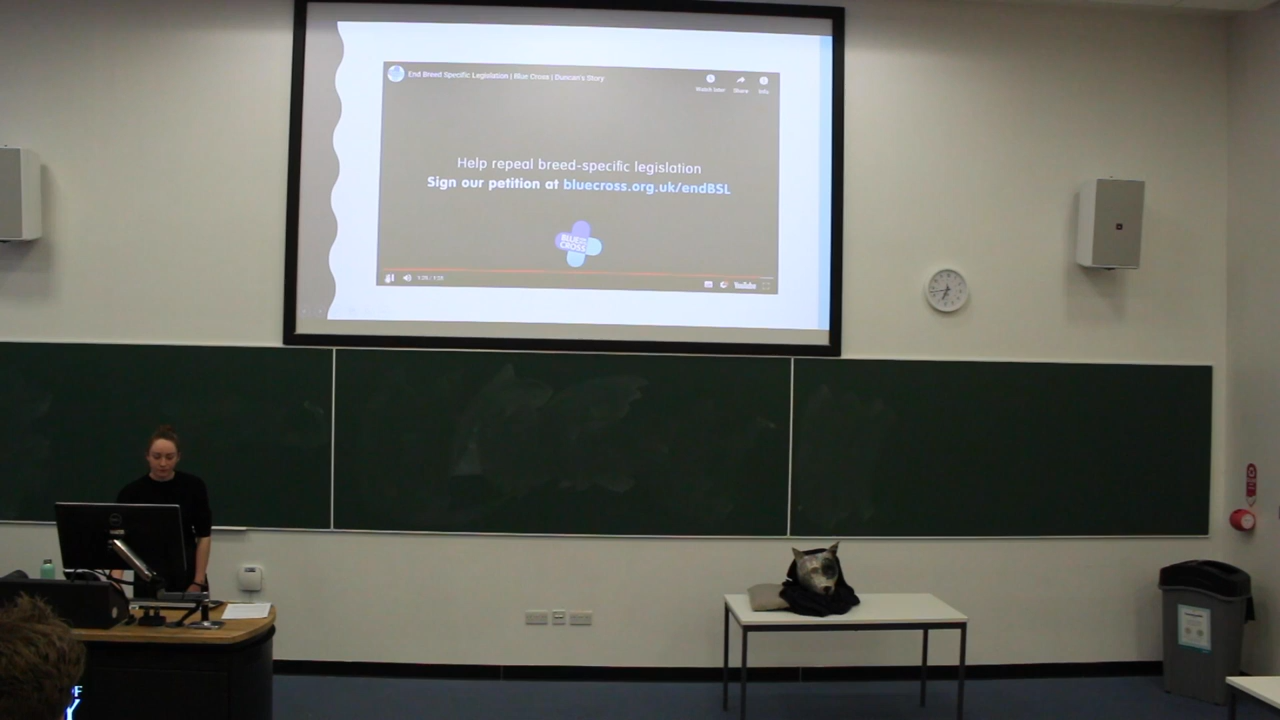 End Breed Specific Legislation | Blue Cross | Duncan's Story
Watch later
Share
Info
Help repeal breed-specific legislation
Sign our petition at bluecross.org.uk/endBSL
BLUE
CROSS
YouTube